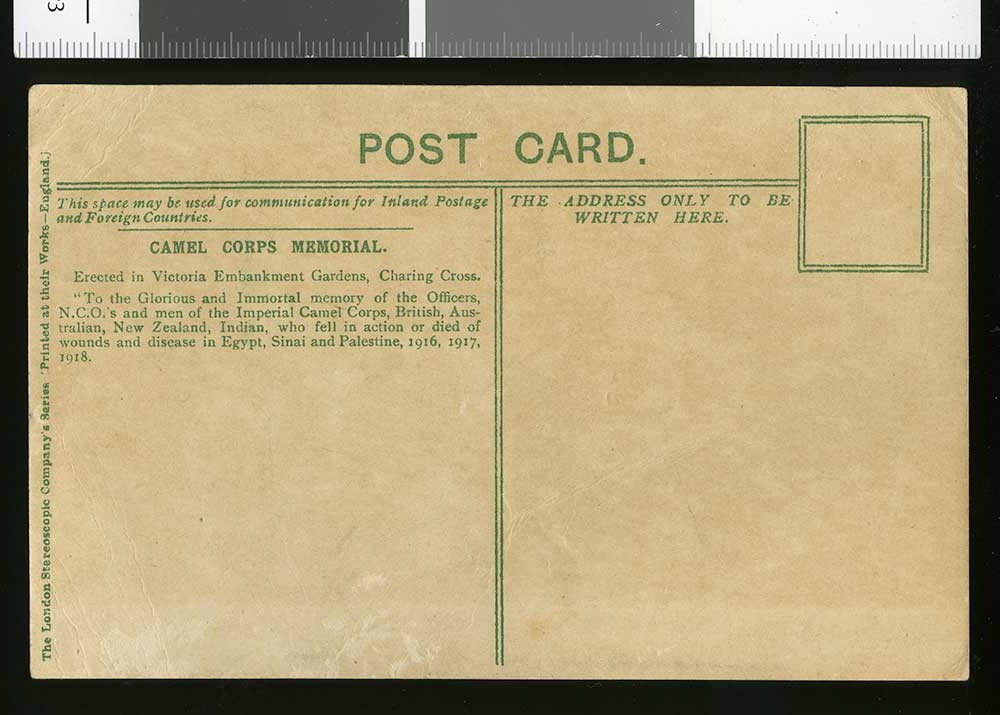 POST CARD.
This space may be used for communication for Inland Postage
and Foreign Countries.
THE ADDRESS ONLY TO BE
WRITTEN HERE.
CAMEL CORPS MEMORIAL.
Erected in Victoria Embankment Gardens, Charing Cross.
"To the Glorious and Immortal memory of the Officers,
N.C.O.'s and men of the Imperial Camel Corps, British, Aus-
tralian, New Zealand, Indian, who fell in action or died of
wounds and disease in Egypt, Sinai and Palestine, 1916, 1917,
1918.
The London Stereoscopic Company's Series Printed at their Works—England.]